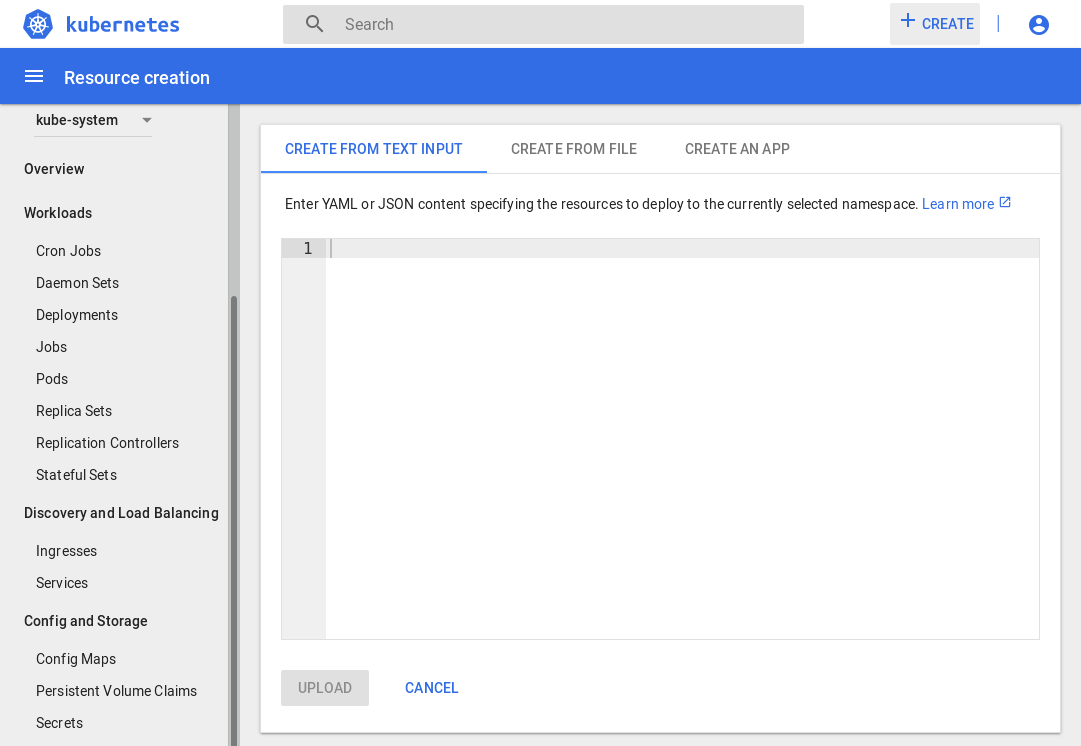 kubernetes
Search
CREATE
Resource creation
kube-system
Overview
Workloads
Cron Jobs
Daemon Sets
Deployments
Jobs
Pods
Replica Sets
Replication Controllers
Stateful Sets
Discovery and Load Balancing
Ingresses
Services
Config and Storage
Config Maps
Persistent Volume Claims
Secrets
CREATE FROM TEXT INPUT
CREATE FROM FILE
CREATE AN APP
Enter YAML or JSON content specifying the resources to deploy to the currently selected namespace. Learn more
1
UPLOAD
CANCEL